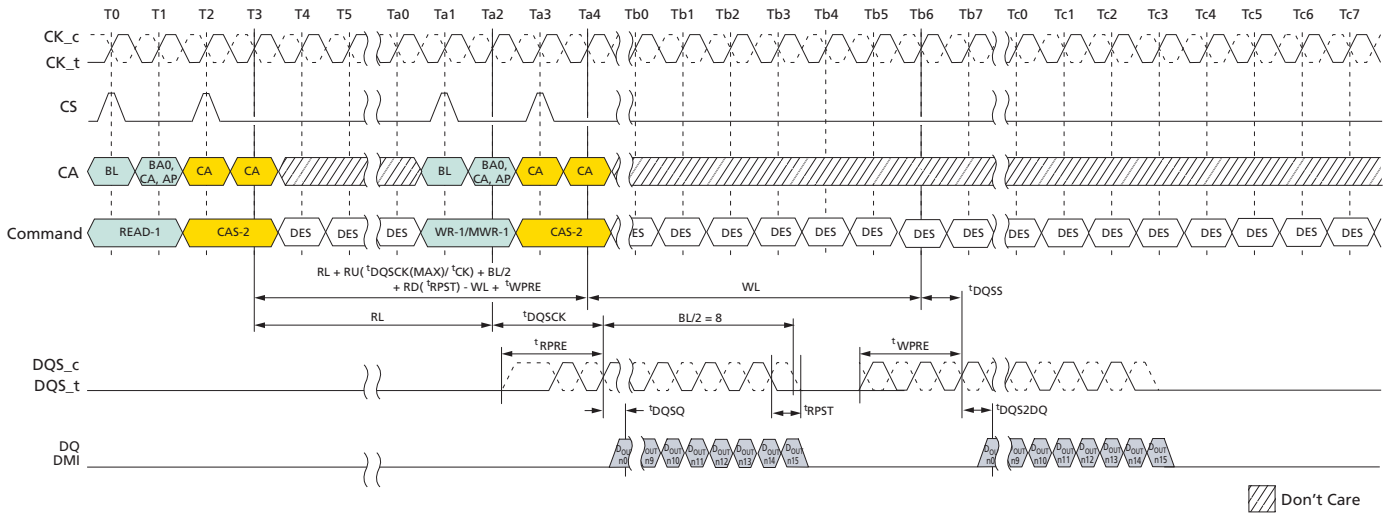 T0 T1 T2 T3 T4 T5 Ta0 Ta1 Ta2 Ta3 Ta4 Tb0 Tb1 Tb2 Tb3 Tb4 Tb5 Tb6 Tb7 Tc0 Tc1 Tc2 Tc3 Tc4 Tc5 Tc6 Tc7
CK_c
CK_t
CS
CA BL BA0, CA, AP CA CA BL BA0, CA, AP CA CA
Command READ-1 CAS-2 DES DES DES WR-1/MWR-1 CAS-2 ES DES DES DES DES DES DES DES DES DES DES DES DES DES DES DES
RL + RU( tDQSCK(MAX)/ tCK) + BL/2
+ RD( tRPST) - WL + tWPRE
WL
tDQSS
RL
tDQSCK
BL/2 = 8
tRPRE
tWPRE
DQS_c
DQS_t
tDQSQ
tRPST
tDQS2DQ
DQ
DMI
DOUT n0 OUT n9 DOUT n10 DOUT n11 DOUT n12 DOUT n13 DOUT n14 DOUT n15
DOUT n0 OUT n9 DOUT n10 DOUT n11 DOUT n12 DOUT n13 DOUT n14 DOUT n15
Don't Care